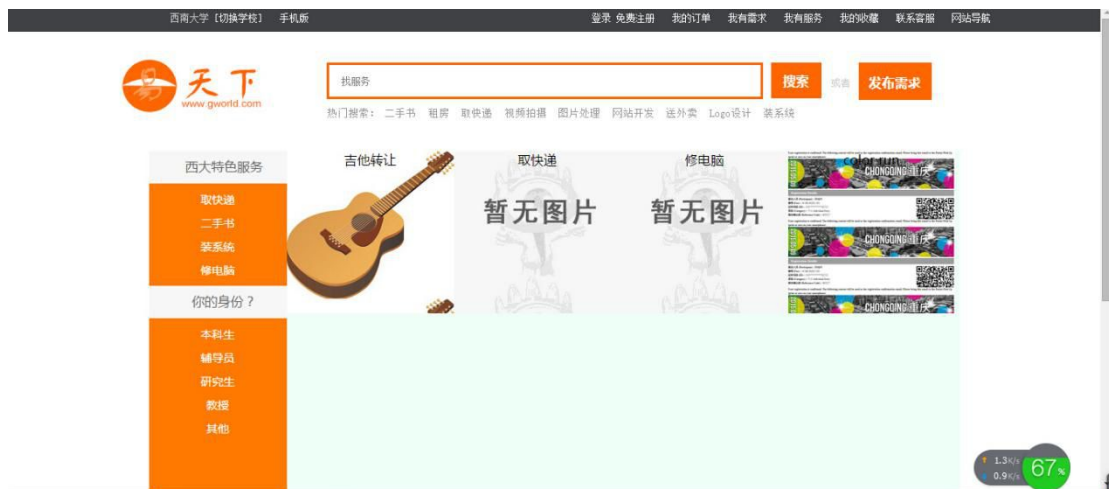 西南大学【切换学校】 手机版 登录 免费注册 我的订单 我有需求 我有服务 我的收藏 联系客服 网站导航
易天下
www.gworld.com
找服务
搜索 或者 发布需求
热门搜索： 二手书 租房 取快递 视频拍摄 图片处理 网站开发 送外卖 Logo设计 装系统
西大特色服务
取快递
二手书
装系统
修电脑
你的身份？
本科生
辅导员
研究生
教授
其他
吉他转让
取快递
暂无图片
修电脑
暂无图片
color run
CHONGQING 重庆
CHONGQING 重庆
CHONGQING 重庆
1.3K/s
0.9K/s
67%